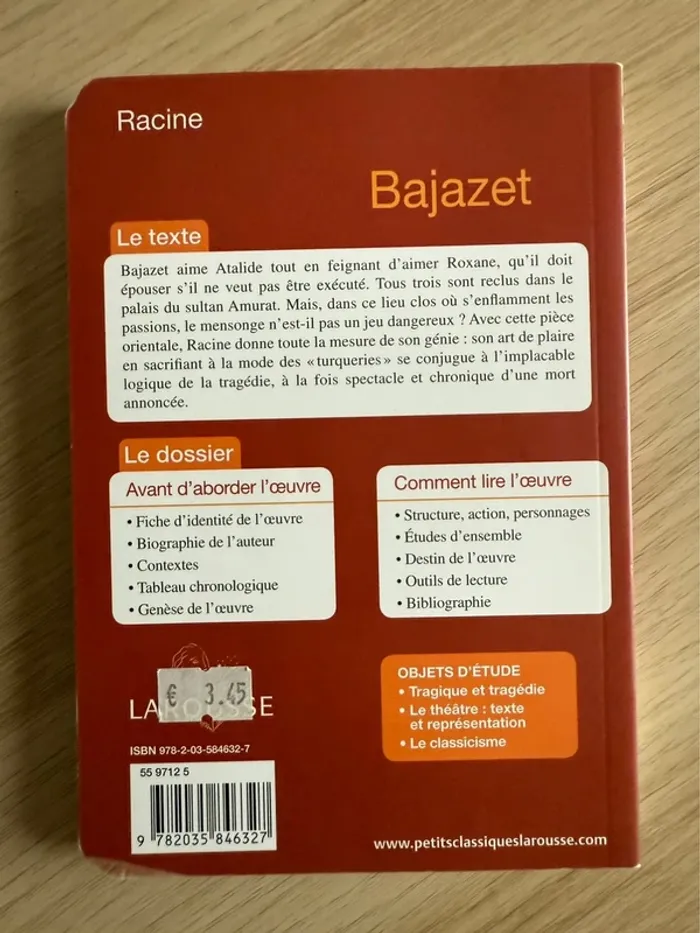 Racine
Bajazet
Le texte
Bajazet aime Atalide tout en feignant d'aimer Roxane, qu'il doit
épouser s'il ne veut pas être exécuté. Tous trois sont reclus dans le
palais du sultan Amurat. Mais, dans ce lieu clos où s'enflamment les
passions, le mensonge n'est-il pas un jeu dangereux ? Avec cette pièce
orientale, Racine donne toute la mesure de son génie : son art de plaire
en sacrifiant à la mode des « turqueries » se conjugue à l'implacable
logique de la tragédie, à la fois spectacle et chronique d'une mort
annoncée.
Le dossier
Avant d'aborder l'œuvre
• Fiche d'identité de l'œuvre
• Biographie de l'auteur
• Contextes
• Tableau chronologique
• Genèse de l'œuvre
Comment lire l'œuvre
• Structure, action, personnages
• Études d'ensemble
• Destin de l'œuvre
• Outils de lecture
• Bibliographie
OBJETS D'ÉTUDE
• Tragique et tragédie
• Le théâtre : texte
et représentation
• Le classicisme
€ 3.45
LAROUSSE
ISBN 978-2-03-584632-7
55 9712 5
9 782035 846327
www.petitsclassiqueslarousse.com